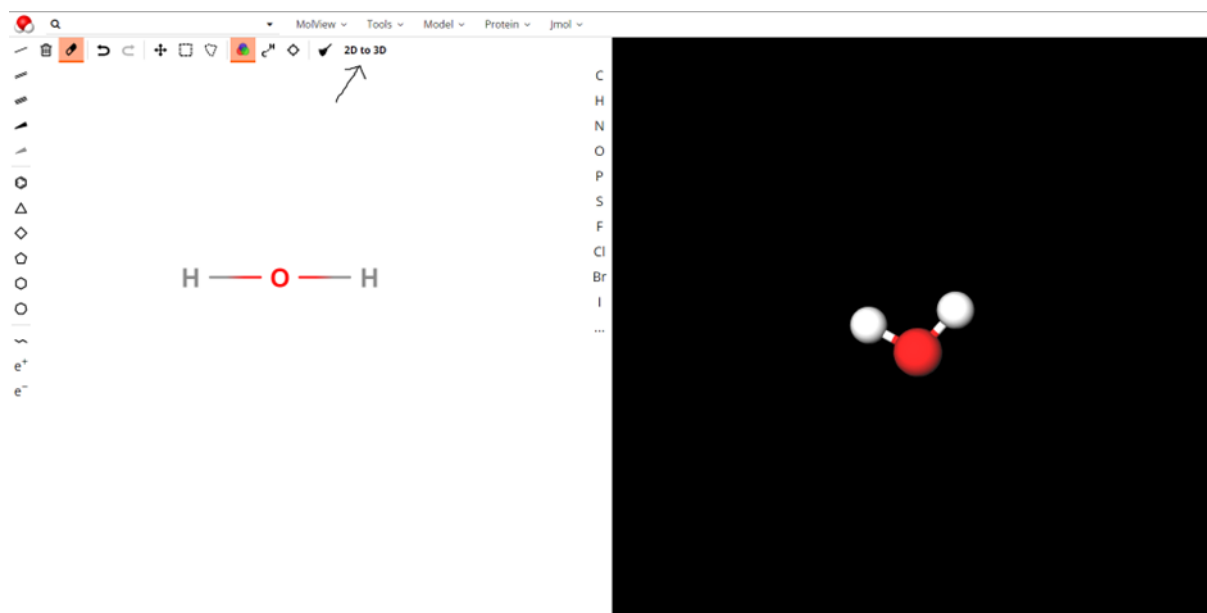 MolView Tools Model Protein Jmol
2D to 3D
C
H
N
O
P
S
F
Cl
Br
I
...
H O H
e+
e−